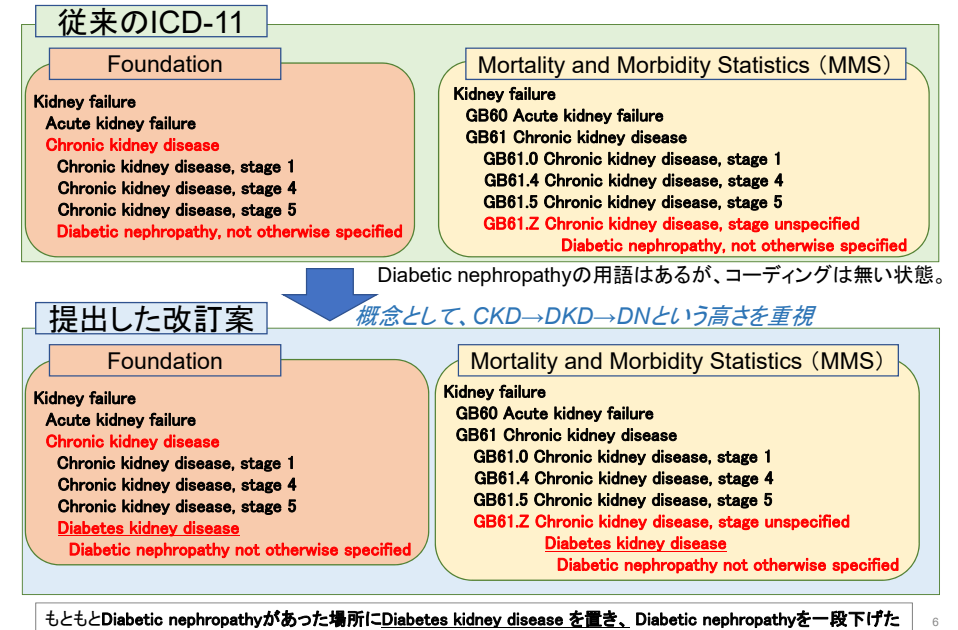 従来のICD-11
Foundation
Kidney failure
Acute kidney failure
Chronic kidney disease
Chronic kidney disease, stage 1
Chronic kidney disease, stage 4
Chronic kidney disease, stage 5
Diabetic nephropathy, not otherwise specified
Mortality and Morbidity Statistics（MMS）
Kidney failure
GB60 Acute kidney failure
GB61 Chronic kidney disease
GB61.0 Chronic kidney disease, stage 1
GB61.4 Chronic kidney disease, stage 4
GB61.5 Chronic kidney disease, stage 5
GB61.Z Chronic kidney disease, stage unspecified
Diabetic nephropathy, not otherwise specified
Diabetic nephropathyの用語はあるが、コーディングは無い状態。
概念として、CKD→DKD→DNという高さを重視
提出した改訂案
Foundation
Kidney failure
Acute kidney failure
Chronic kidney disease
Chronic kidney disease, stage 1
Chronic kidney disease, stage 4
Chronic kidney disease, stage 5
Diabetes kidney disease
Diabetic nephropathy not otherwise specified
Mortality and Morbidity Statistics（MMS）
Kidney failure
GB60 Acute kidney failure
GB61 Chronic kidney disease
GB61.0 Chronic kidney disease, stage 1
GB61.4 Chronic kidney disease, stage 4
GB61.5 Chronic kidney disease, stage 5
GB61.Z Chronic kidney disease, stage unspecified
Diabetes kidney disease
Diabetic nephropathy not otherwise specified
もともとDiabetic nephropathyがあった場所にDiabetes kidney disease を置き、Diabetic nephropathyを一段下げた
6